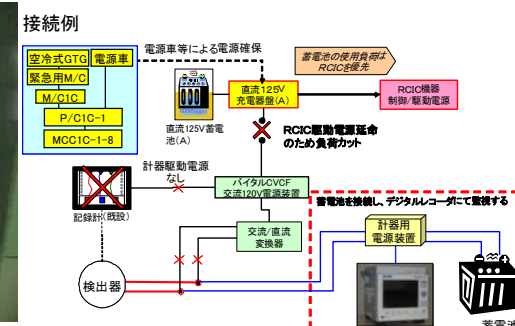 接続例
電源車等による電源確保
空冷式GTG
電源車
緊急用M/C
M/C1C
P/C1C-1
MCC1C-1-8
直流125V蓄電
池(A)
直流125V
充電器盤(A)
蓄電池の使用負荷は
RCICを優先
RCIC機器
制御/駆動電源
RCIC駆動電源延命
のため負荷カット
計器駆動電源
なし
記録計(既設)
バイタルCVCF
交流120V電源装置
交流/直流
変換器
検出器
蓄電池を接続し、デジタルレコーダにて監視する
計器用
電源装置
蓄電池